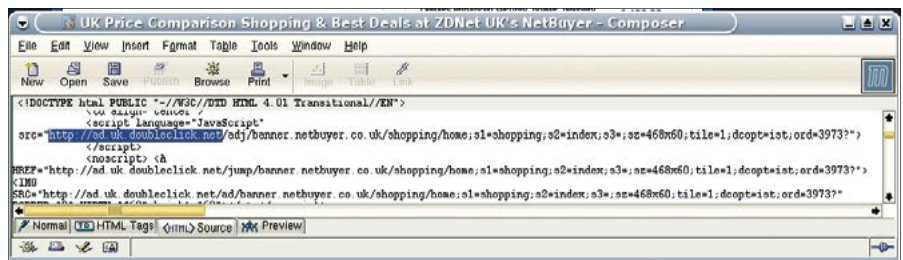 UK Price Comparison Shopping & Best Deals at ZDNet UK's NetBuyer - Composer
File Edit View Insert Format Table Tools Window Help
New Open Save Publish Browse Print Image Table Link
<!DOCTYPE html PUBLIC "-//W3C//DTD HTML 4.01 Transitional//EN">
<td align="center">
<script language="JavaScript"
src="http://ad.uk.doubleclick.net/adj/banner.netbuyer.co.uk/shopping/home;s1=shopping;s2=index;s3=;sz=468x60;tile=1;dcopt=ist;ord=3973?">
</script>
<noscript> <A
HREF="http://ad.uk.doubleclick.net/jump/banner.netbuyer.co.uk/shopping/home;s1=shopping;s2=index;s3=;sz=468x60;tile=1;dcopt=ist;ord=3973?">
<IMG
SRC="http://ad.uk.doubleclick.net/ad/banner.netbuyer.co.uk/shopping/home;s1=shopping;s2=index;s3=;sz=468x60;tile=1;dcopt=ist;ord=3973?"
Normal TD HTML Tags <HTML> Source Preview